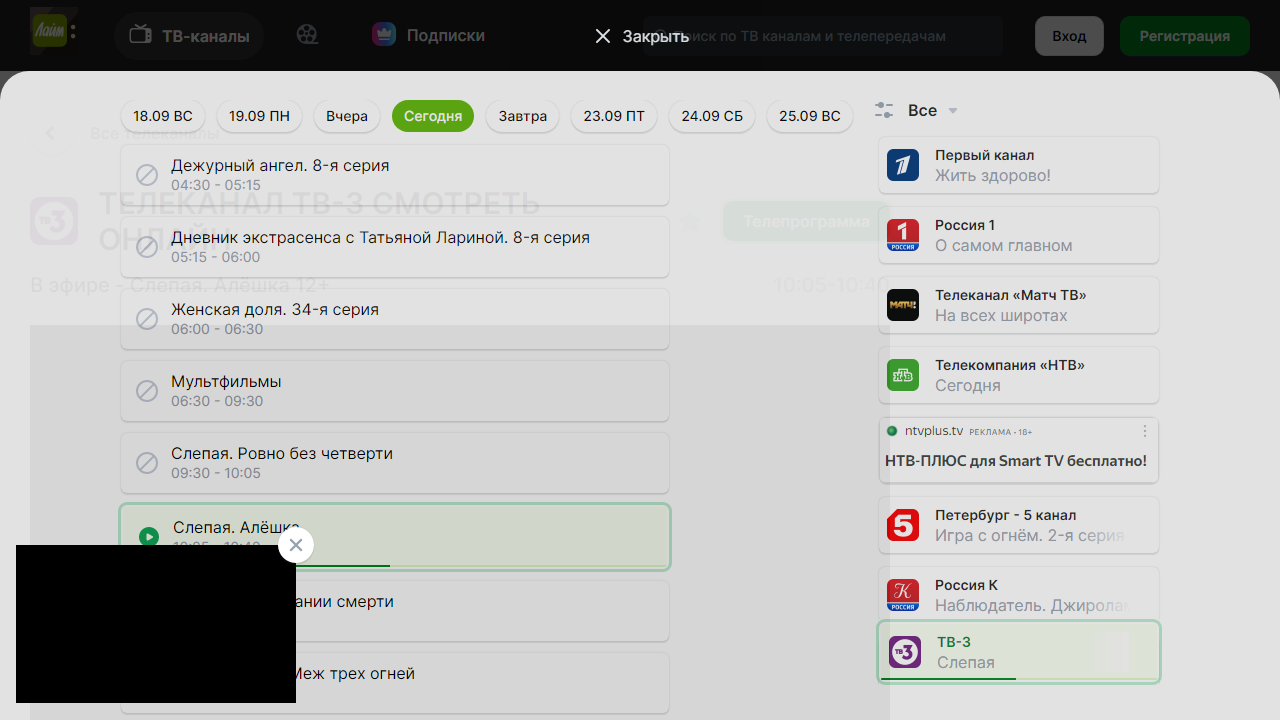 Лайм
ТВ-каналы
Подписки
Закрыть
Поиск по ТВ каналам и телепередачам
Вход
Регистрация
18.09 ВС
19.09 ПН
Вчера
Сегодня
Завтра
23.09 ПТ
24.09 СБ
25.09 ВС
Все
Все телеканалы
ТЕЛЕКАНАЛ ТВ-3 СМОТРЕТЬ
ОНЛАЙН
Телепрограмма
В эфире - Слепая. Алёшка 12+
10:05-10:40
Дежурный ангел. 8-я серия
04:30 - 05:15
Дневник экстрасенса с Татьяной Лариной. 8-я серия
05:15 - 06:00
Женская доля. 34-я серия
06:00 - 06:30
Мультфильмы
06:30 - 09:30
Слепая. Ровно без четверти
09:30 - 10:05
Слепая. Алёшка
10:05 - 10:40
ании смерти
Меж трех огней
Первый канал
Жить здорово!
Россия 1
О самом главном
Телеканал «Матч ТВ»
На всех широтах
Телекомпания «НТВ»
Сегодня
ntvplus.tv РЕКЛАМА • 18+
НТВ-ПЛЮС для Smart TV бесплатно!
Петербург - 5 канал
Игра с огнём. 2-я серия
Россия К
Наблюдатель. Джирола
ТВ-3
Слепая